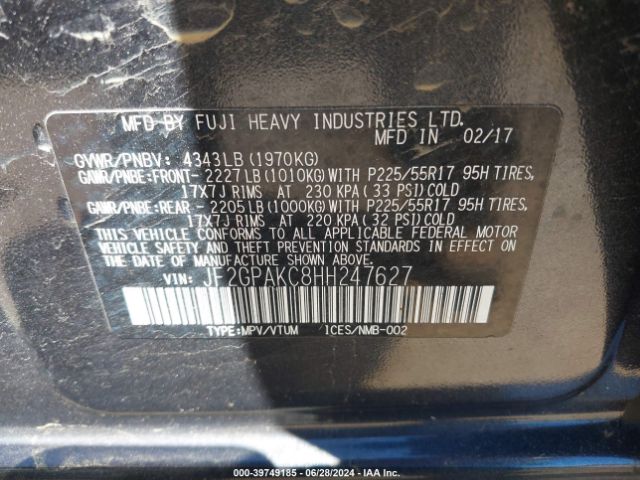 MFD BY FUJI HEAVY INDUSTRIES LTD.
MFD IN 02/17
GVWR/PNBV: 4343LB (1970KG)
GAWR/PNBE:FRONT- 2227LB (1010KG) WITH P225/55R17 95H TIRES,
17X7J RIMS AT 230 KPA (33 PSI) COLD
GAWR/PNBE:REAR - 2205LB (1000KG) WITH P225/55R17 95H TIRES,
17X7J RIMS AT 220 KPA (32 PSI) COLD
THIS VEHICLE CONFORMS TO ALL APPLICABLE FEDERAL MOTOR
VEHICLE SAFETY AND THEFT PREVENTION STANDARDS IN EFFECT
ON THE DATE OF MANUFACTURE SHOWN ABOVE.
VIN: JF2GPAKC8HH247627
TYPE:MPV/VTUM ICES/NMB-002
000-39749185 - 06/28/2024 - IAA Inc.